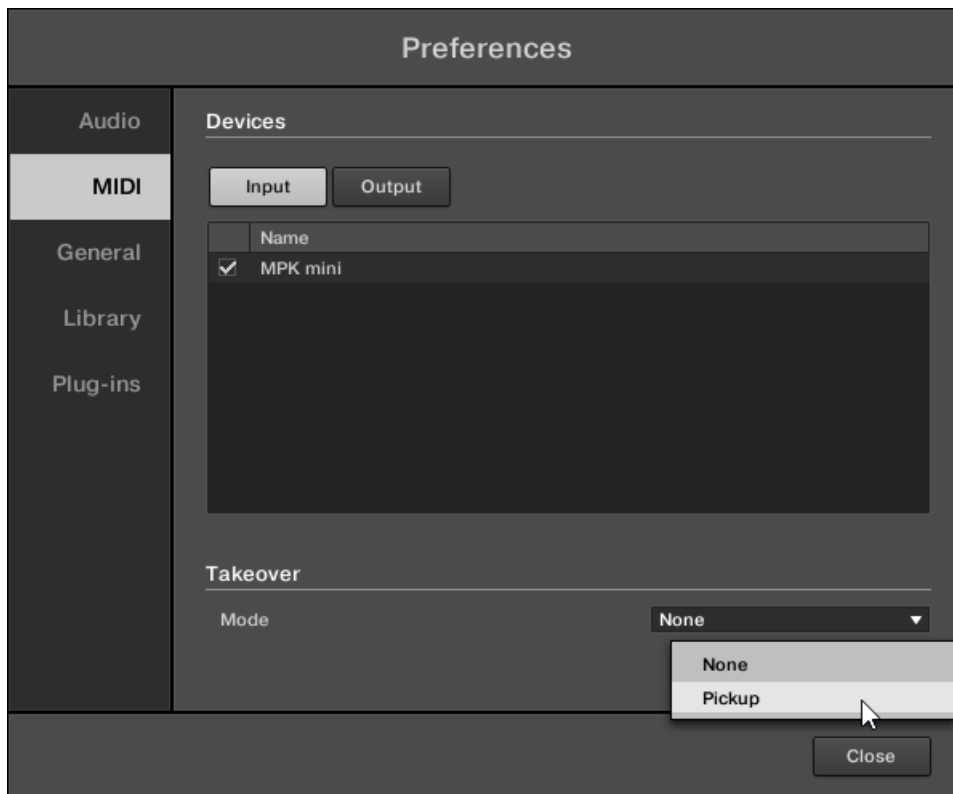 Preferences
Audio
MIDI
General
Library
Plug-ins
Devices
Input Output
Name
MPK mini
Takeover
Mode None
None
Pickup
Close